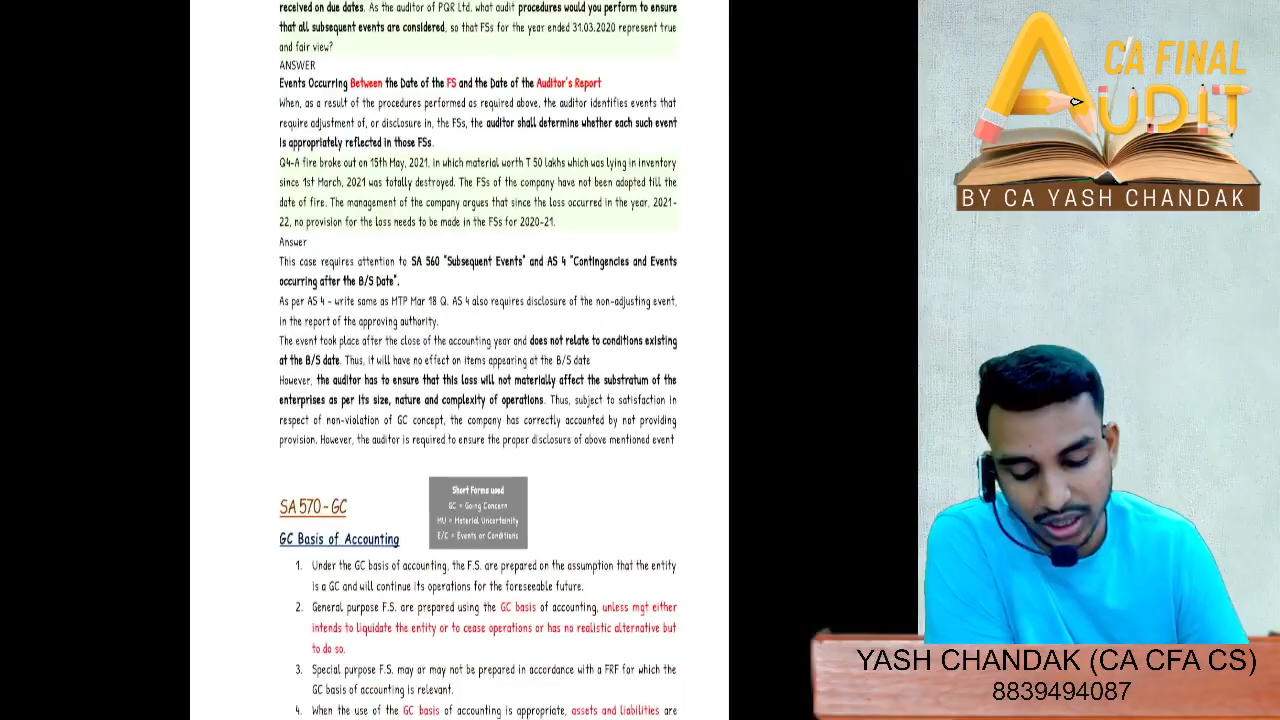 received on due dates. As the auditor of PQR Ltd. what audit procedures would you perform to ensure
that all subsequent events are considered, so that FSs for the year ended 31.03.2020 represent true
and fair view?
ANSWER
Events Occurring Between the Date of the FS and the Date of the Auditor's Report
When, as a result of the procedures performed as required above, the auditor identifies events that
require adjustment of, or disclosure in, the FSs, the auditor shall determine whether each such event
is appropriately reflected in those FSs.
Q4-A fire broke out on 15th May, 2021, in which material worth T 50 lakhs which was lying in inventory
since 1st March, 2021 was totally destroyed. The FSs of the company have not been adopted till the
date of fire. The management of the company argues that since the loss occurred in the year, 2021-
22, no provision for the loss needs to be made in the FSs for 2020-21.
Answer
This case requires attention to SA 560 "Subsequent Events" and AS 4 "Contingencies and Events
occurring after the B/S Date".
As per AS 4 - write same as MTP Mar 18 Q. AS 4 also requires disclosure of the non-adjusting event,
in the report of the approving authority.
The event took place after the close of the accounting year and does not relate to conditions existing
at the B/S date. Thus, it will have no effect on items appearing at the B/S date
However, the auditor has to ensure that this loss will not materially affect the substratum of the
enterprises as per its size, nature and complexity of operations. Thus, subject to satisfaction in
respect of non-violation of GC concept, the company has correctly accounted by not providing
provision. However, the auditor is required to ensure the proper disclosure of above mentioned event
SA 570 - GC
Short Forms used
GC = Going Concern
MU = Material Uncertainity
E/C = Events or Conditions
GC Basis of Accounting
1. Under the GC basis of accounting, the F.S. are prepared on the assumption that the entity
is a GC and will continue its operations for the foreseeable future.
2. General purpose F.S. are prepared using the GC basis of accounting, unless mgt either
intends to liquidate the entity or to cease operations or has no realistic alternative but
to do so.
3. Special purpose F.S. may or may not be prepared in accordance with a FRF for which the
GC basis of accounting is relevant.
4. When the use of the GC basis of accounting is appropriate, assets and liabilities are
CA FINAL
AUDIT
BY CA YASH CHANDAK
YASH CHANDAK (CA CFA CS)
8839494087